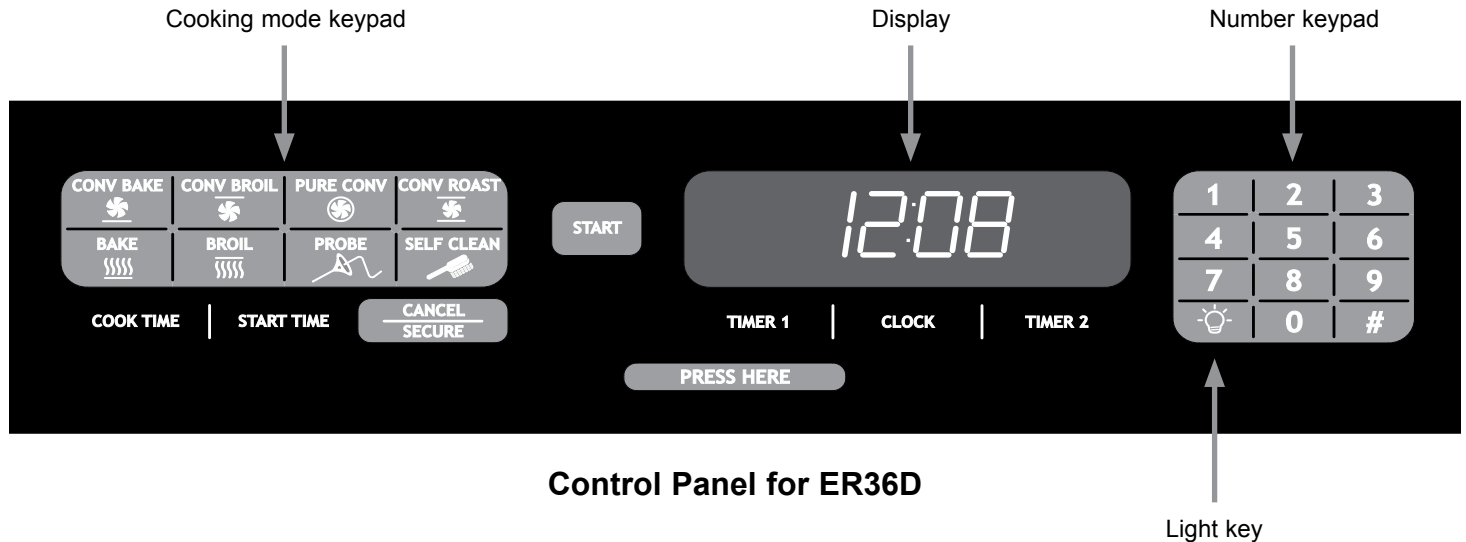 Cooking mode keypad
Display
Number keypad
CONV BAKE CONV BROIL PURE CONV CONV ROAST
BAKE BROIL PROBE SELF CLEAN
COOK TIME START TIME CANCEL
SECURE
START
12:08
TIMER 1 CLOCK TIMER 2
PRESS HERE
1 2 3
4 5 6
7 8 9
0 #
Control Panel for ER36D
Light key